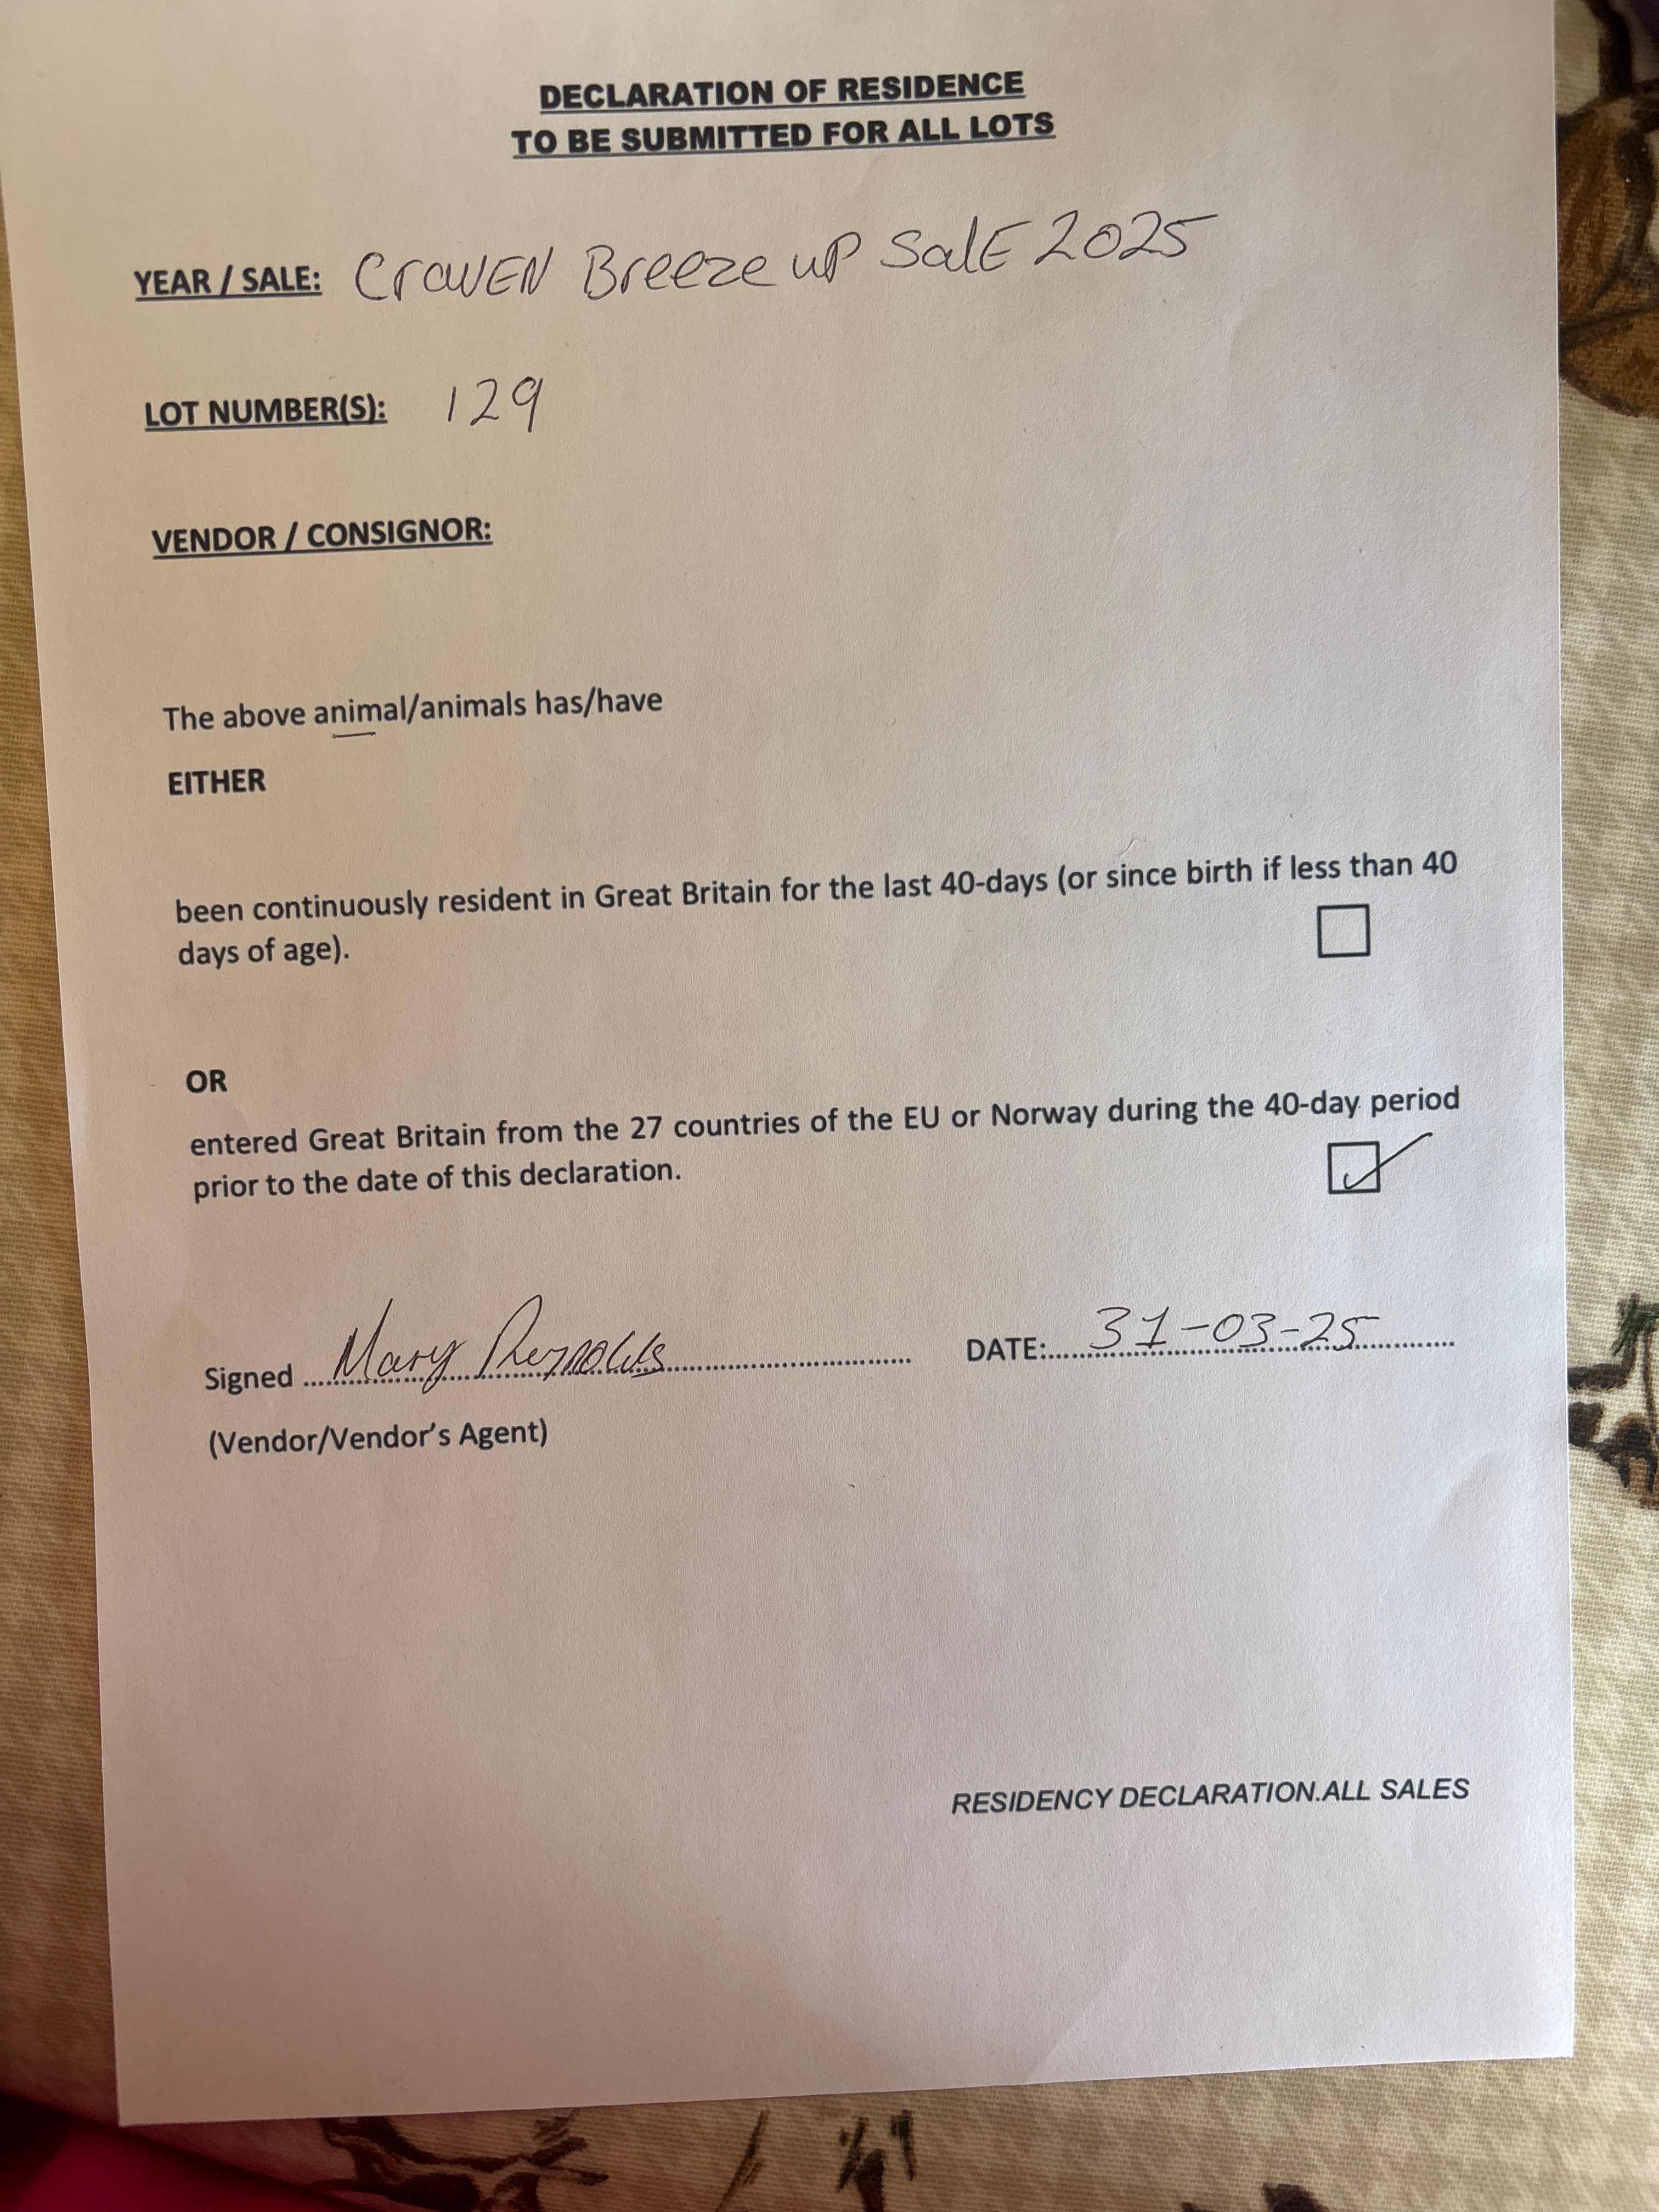 DECLARATION OF RESIDENCE
TO BE SUBMITTED FOR ALL LOTS
YEAR / SALE: CravEN Breeze uP SalE 2025
LOT NUMBER(S): 129
VENDOR / CONSIGNOR:
The above animal/animals has/have
EITHER
been continuously resident in Great Britain for the last 40-days (or since birth if less than 40
days of age).
OR
entered Great Britain from the 27 countries of the EU or Norway during the 40-day period
prior to the date of this declaration.
Signed Mary Reynolds DATE: 31-03-25
(Vendor/Vendor's Agent)
RESIDENCY DECLARATION.ALL SALES